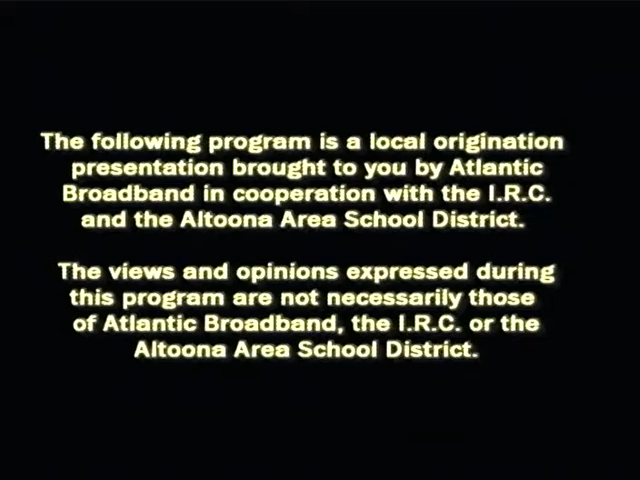 The following program is a local origination
presentation brought to you by Atlantic
Broadband in cooperation with the I.R.C.
and the Altoona Area School District.
The views and opinions expressed during
this program are not necessarily those
of Atlantic Broadband, the I.R.C. or the
Altoona Area School District.